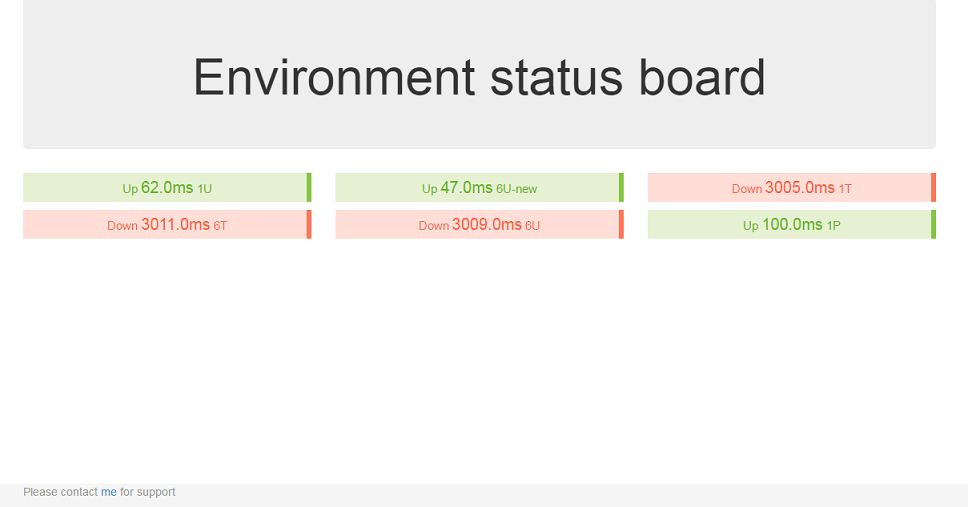 Environment status board
Up 62.0ms 1U
Up 47.0ms 6U-new
Down 3005.0ms 1T
Down 3011.0ms 6T
Down 3009.0ms 6U
Up 100.0ms 1P
Please contact me for support